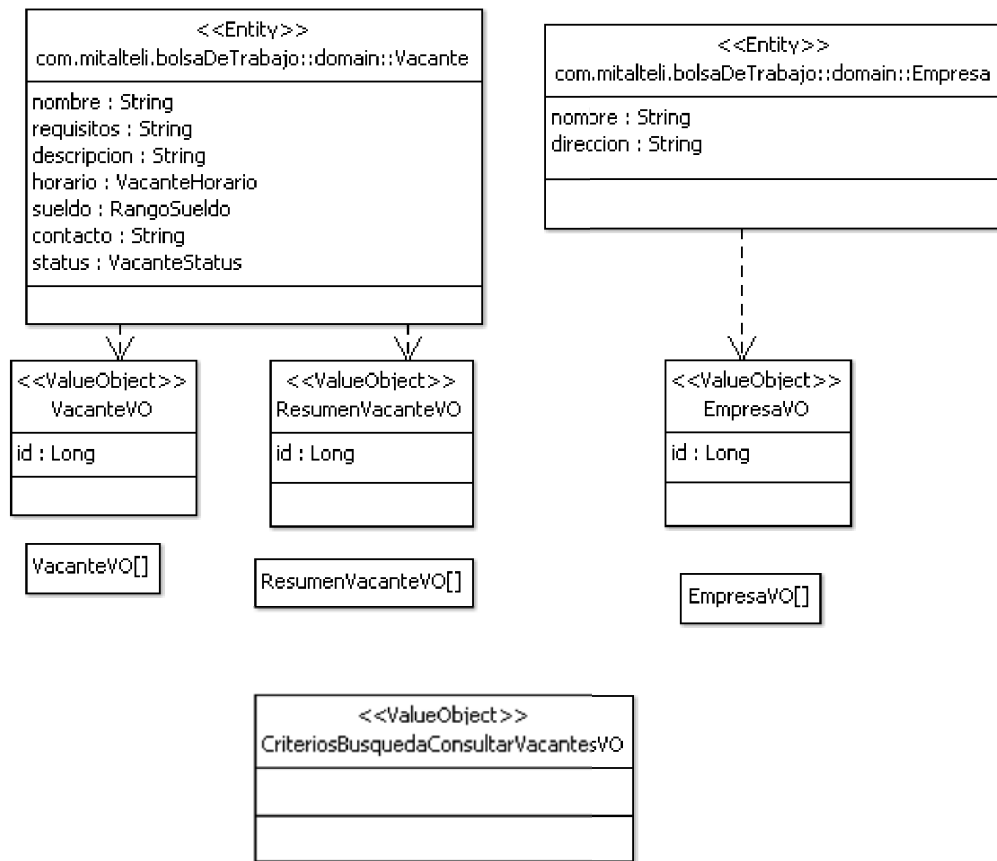 <<Entity>>
com.mitalteli.bolsaDeTrabajo::domain::Vacante
nombre : String
requisitos : String
descripcion : String
horario : VacanteHorario
sueldo : RangoSueldo
contacto : String
status : VacanteStatus
<<Entity>>
com.mitalteli.bolsaDeTrabajo::domain::Empresa
nombre : String
direccion : String
<<ValueObject>>
VacanteVO
id : Long
<<ValueObject>>
ResumenVacanteVO
id : Long
<<ValueObject>>
EmpresaVO
id : Long
VacanteVO[]
ResumenVacanteVO[]
EmpresaVO[]
<<ValueObject>>
CriteriosBusquedaConsultarVacantesVO